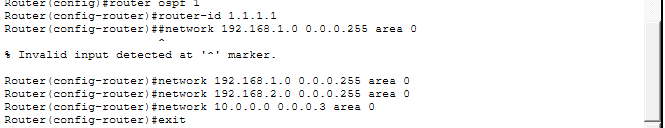 Router(config)#router ospf 1
Router(config-router)#router-id 1.1.1.1
Router(config-router)##network 192.168.1.0 0.0.0.255 area 0
^
% Invalid input detected at '^' marker.
Router(config-router)#network 192.168.1.0 0.0.0.255 area 0
Router(config-router)#network 192.168.2.0 0.0.0.255 area 0
Router(config-router)#network 10.0.0.0 0.0.0.3 area 0
Router(config-router)#exit